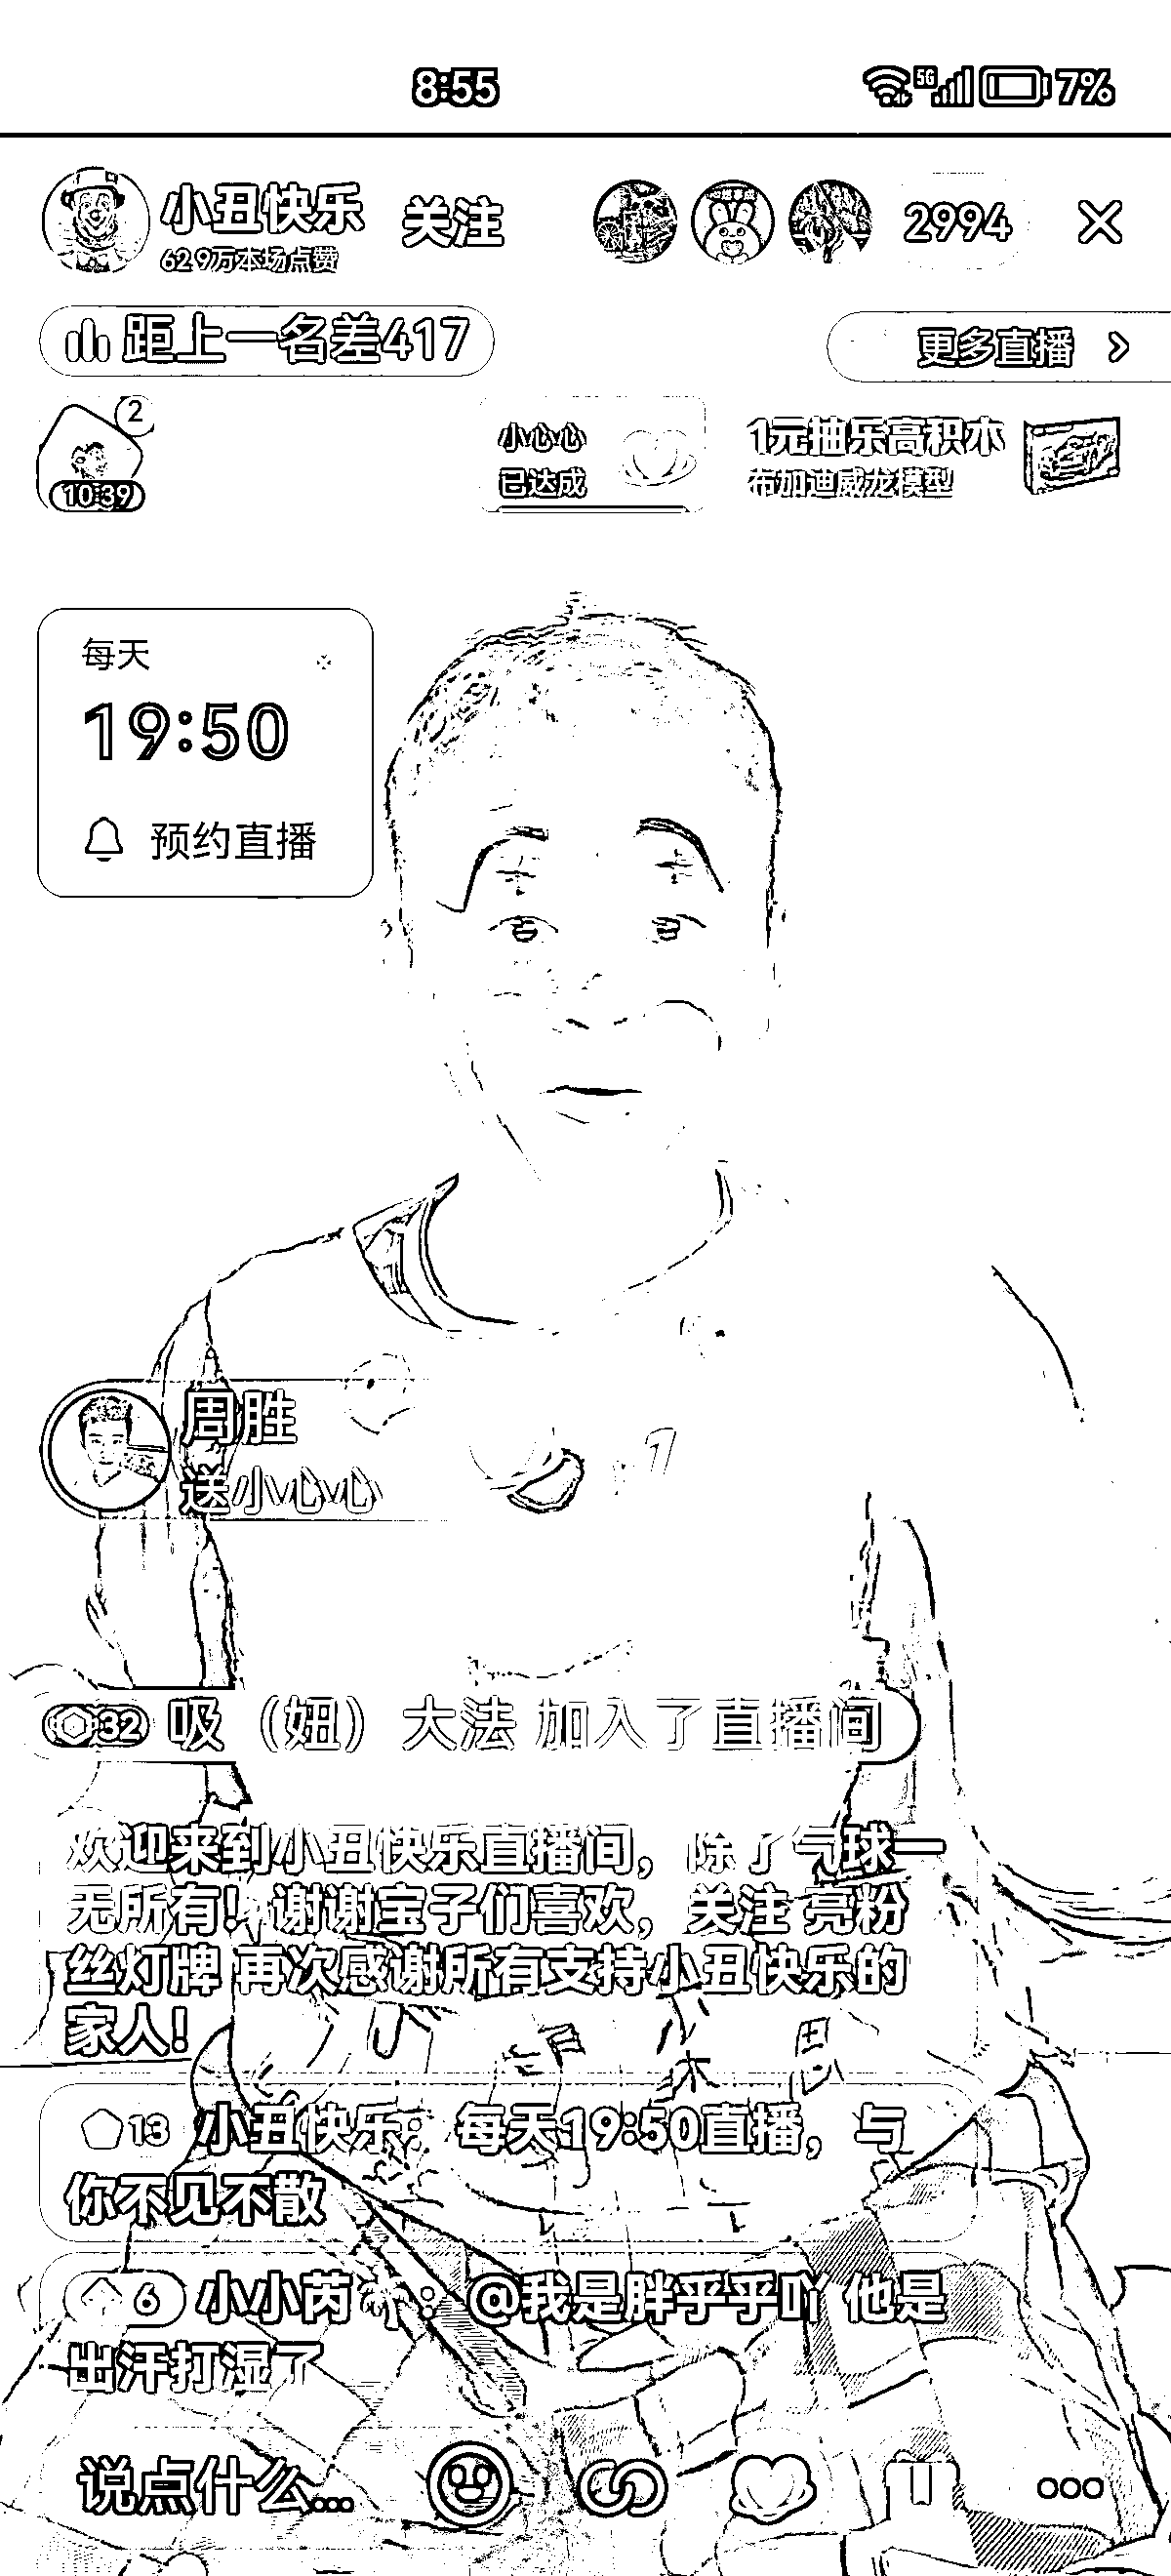 8:55
5G
7%
小丑快乐
关注
2994
62.9万本场点赞
距上一名差417
更多直播
2
10:39
小心心
已达成
1元抽乐高积木
布加迪威龙模型
每天
19:50
预约直播
周胜
送小心心
32 吸（妞）大法 加入了直播间
欢迎来到小丑快乐直播间，除了气球一
无所有！谢谢宝子们喜欢，关注 亮粉
丝灯牌 再次感谢所有支持小丑快乐的
家人！
13 小丑快乐：每天19:50直播，与
你不见不散
6 小小芮🌴：@我是胖乎乎吖 他是
出汗打湿了
说点什么...